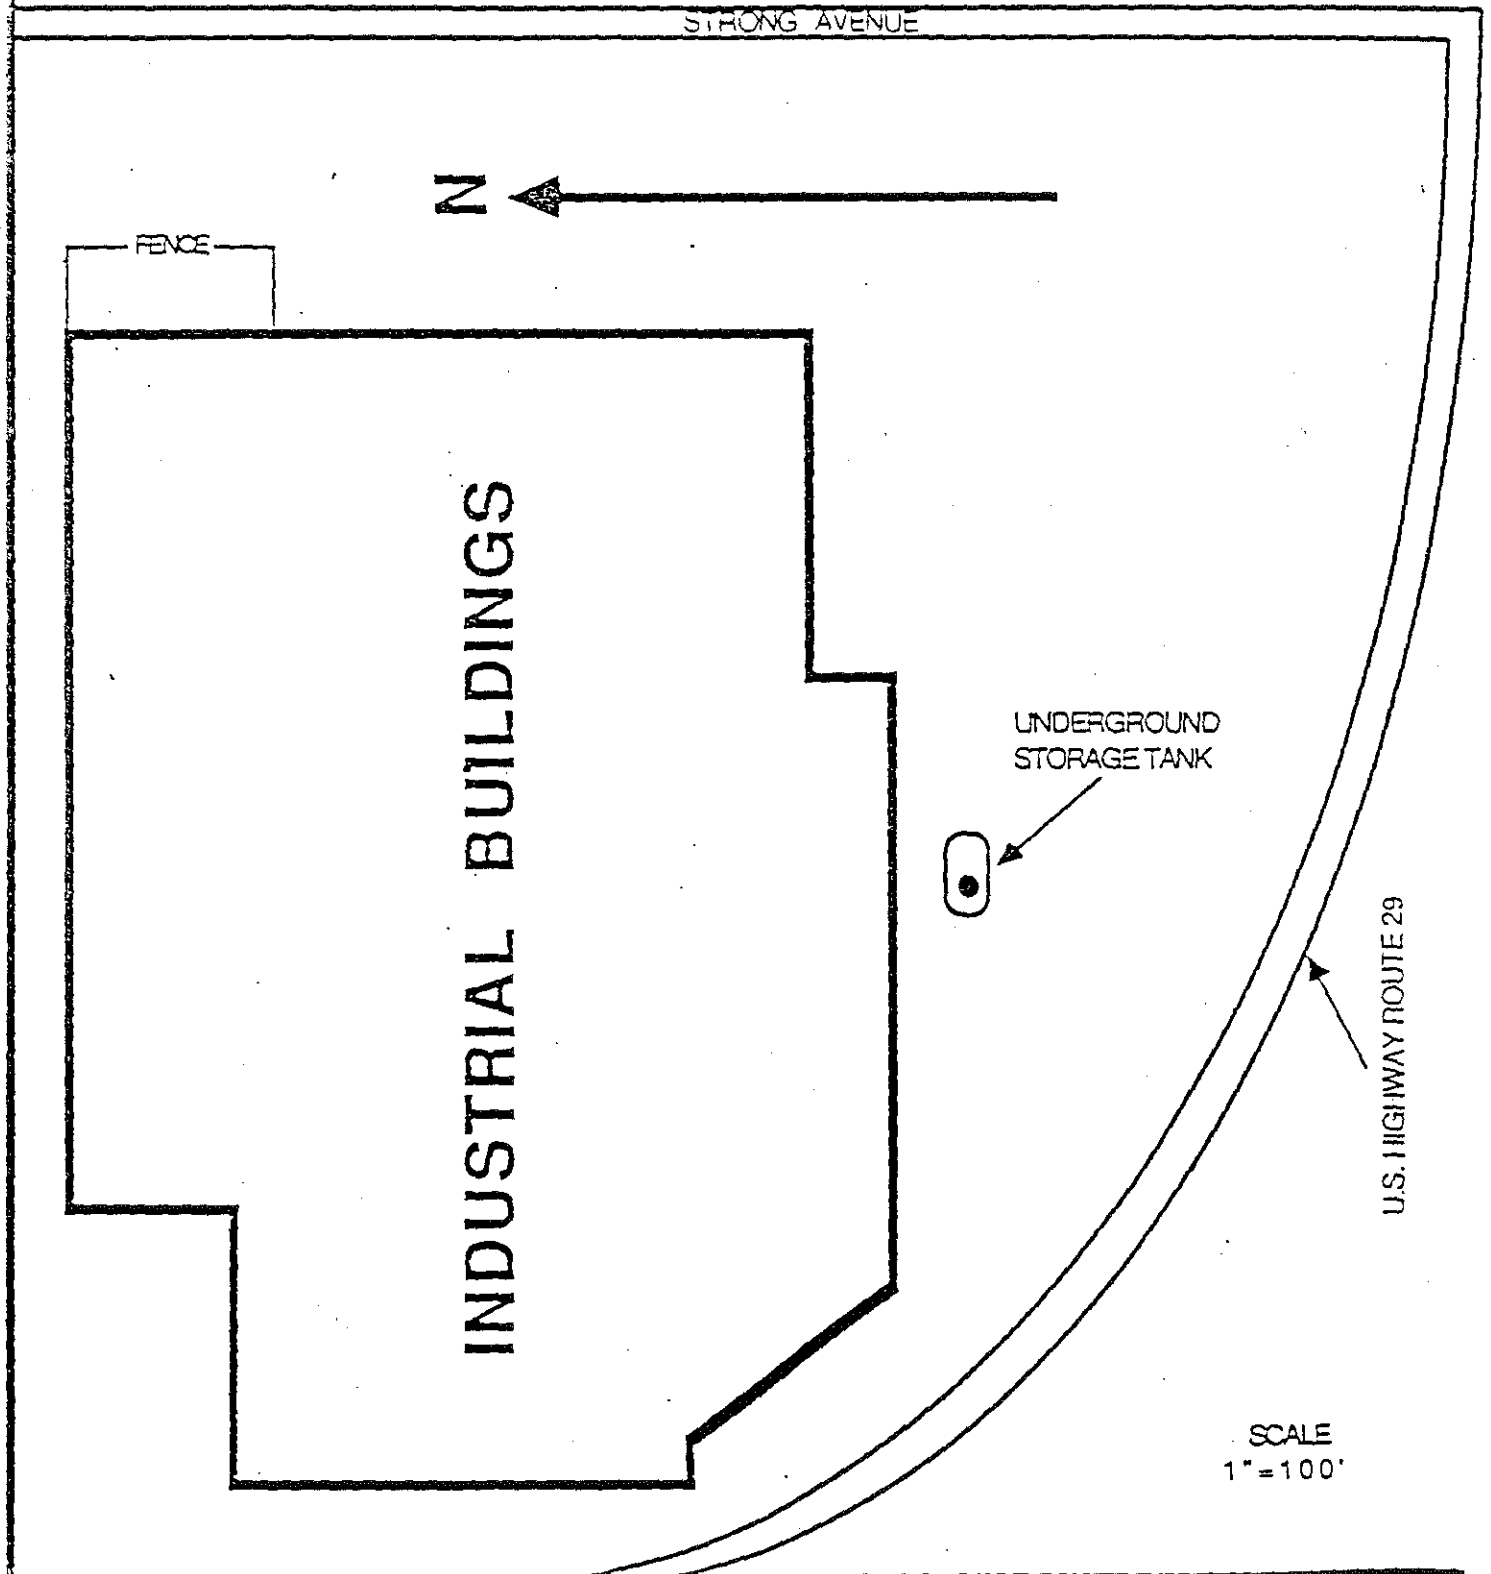 STRONG AVENUE
N
FENCE
INDUSTRIAL BUILDINGS
UNDERGROUND
STORAGE TANK
U.S. HIGHWAY ROUTE 29
SCALE
1"=100'